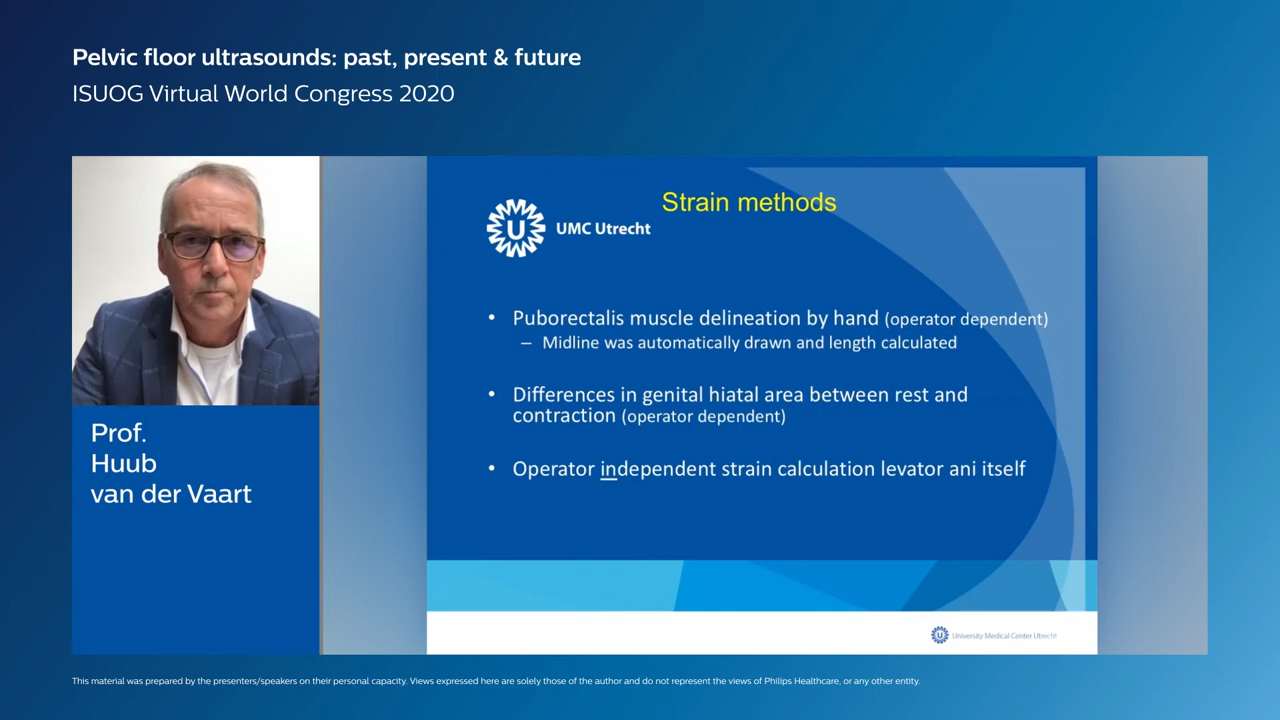 Pelvic floor ultrasounds: past, present & future
ISUOG Virtual World Congress 2020
Strain methods
U
UMC Utrecht
• Puborectalis muscle delineation by hand (operator dependent)
– Midline was automatically drawn and length calculated
• Differences in genital hiatal area between rest and
contraction (operator dependent)
• Operator independent strain calculation levator ani itself
Prof.
Huub
van der Vaart
U
University Medical Center Utrecht
This material was prepared by the presenters/speakers on their personal capacity. Views expressed here are solely those of the author and do not represent the views of Philips Healthcare, or any other entity.